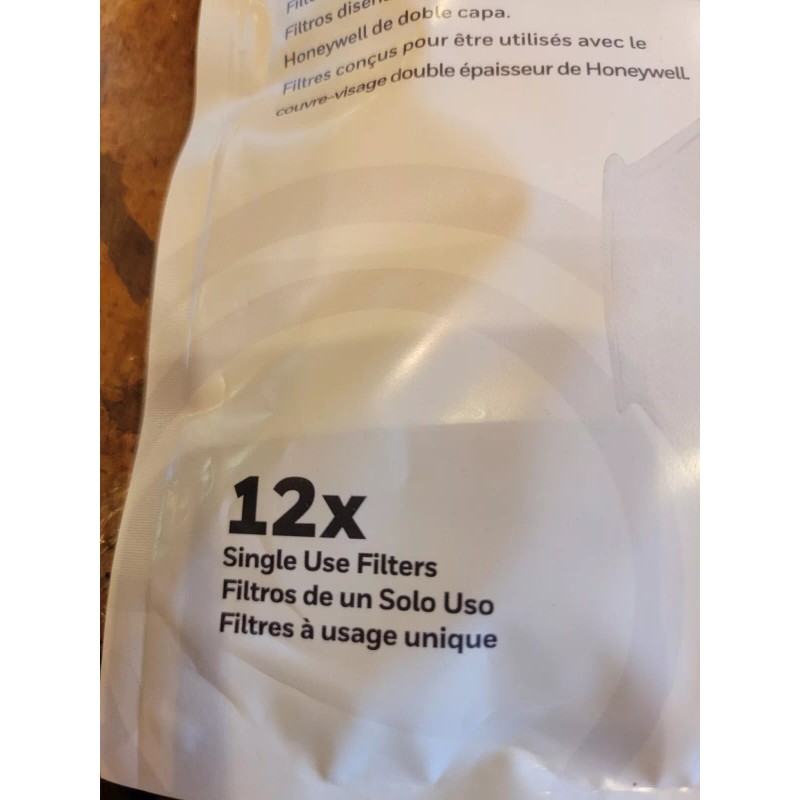 Filtros
Honeywell de doble capa.
Filtres conçus pour être utilisés avec le
couvre-visage double épaisseur de Honeywell.
12x
Single Use Filters
Filtros de un Solo Uso
Filtres à usage unique